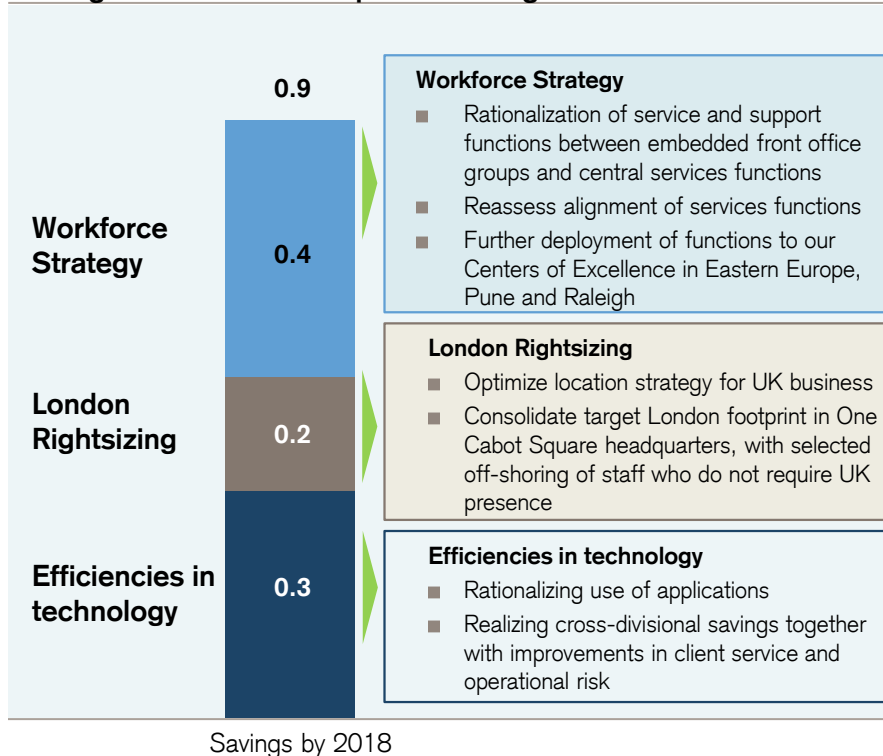 0.9
Workforce
Strategy
0.4
Workforce Strategy
■ Rationalization of service and support
functions between embedded front office
groups and central services functions
■ Reassess alignment of services functions
■ Further deployment of functions to our
Centers of Excellence in Eastern Europe,
Pune and Raleigh
London
Rightsizing
0.2
London Rightsizing
■ Optimize location strategy for UK business
■ Consolidate target London footprint in One
Cabot Square headquarters, with selected
off-shoring of staff who do not require UK
presence
Efficiencies in
technology
0.3
Efficiencies in technology
■ Rationalizing use of applications
■ Realizing cross-divisional savings together
with improvements in client service and
operational risk
Savings by 2018